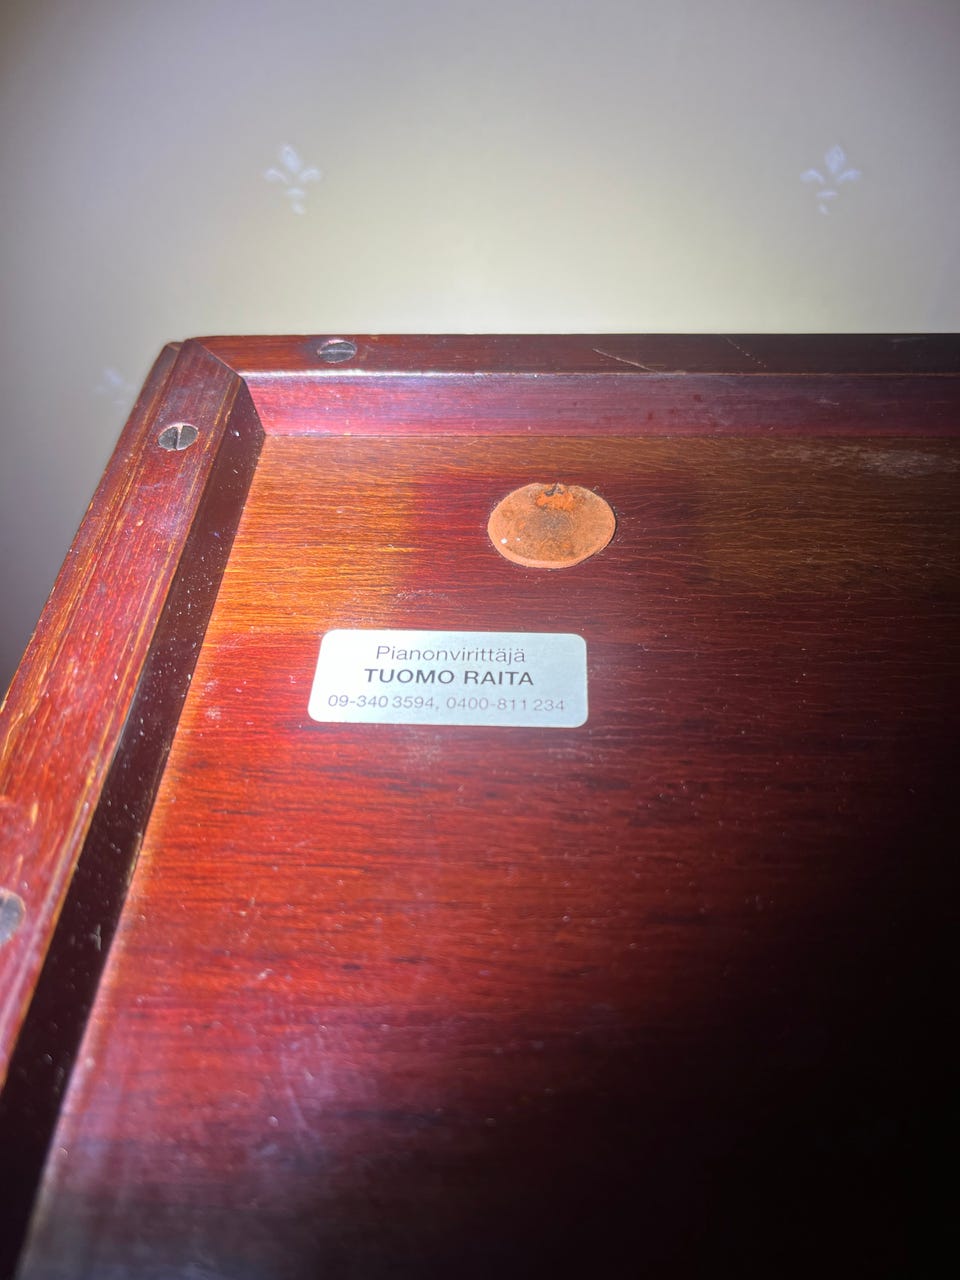 Pianonvirittäjä
TUOMO RAITA
09-340 3594, 0400-811 234